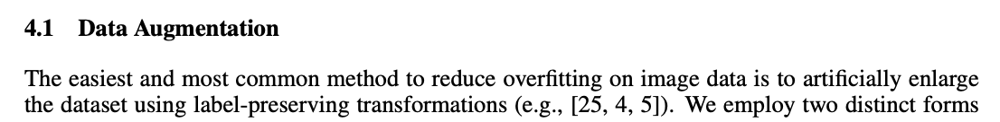 4.1 Data Augmentation
The easiest and most common method to reduce overfitting on image data is to artificially enlarge
the dataset using label-preserving transformations (e.g., [25, 4, 5]). We employ two distinct forms